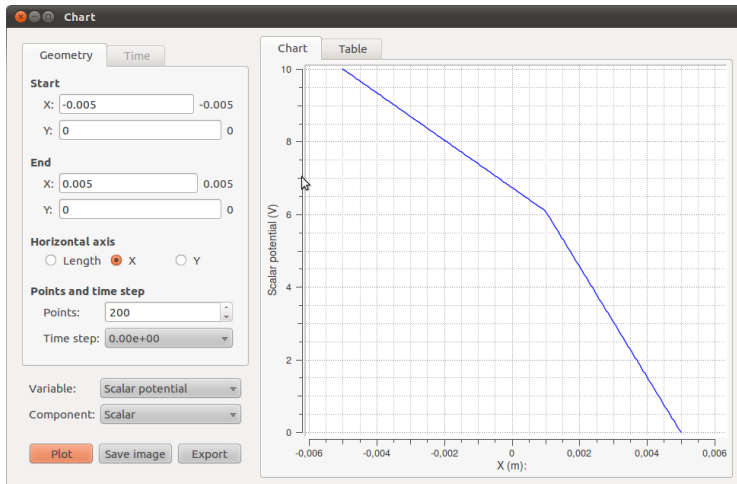 Chart
Geometry Time
Start
X: -0.005 -0.005
Y: 0 0
End
X: 0.005 0.005
Y: 0 0
Horizontal axis
Length X Y
Points and time step
Points: 200
Time step: 0.00e+00
Variable: Scalar potential
Component: Scalar
Plot Save image Export
Chart Table
10
8
6
4
2
0
Scalar potential (V)
-0,006 -0,004 -0,002 0 0,002 0,004 0,006
X (m):